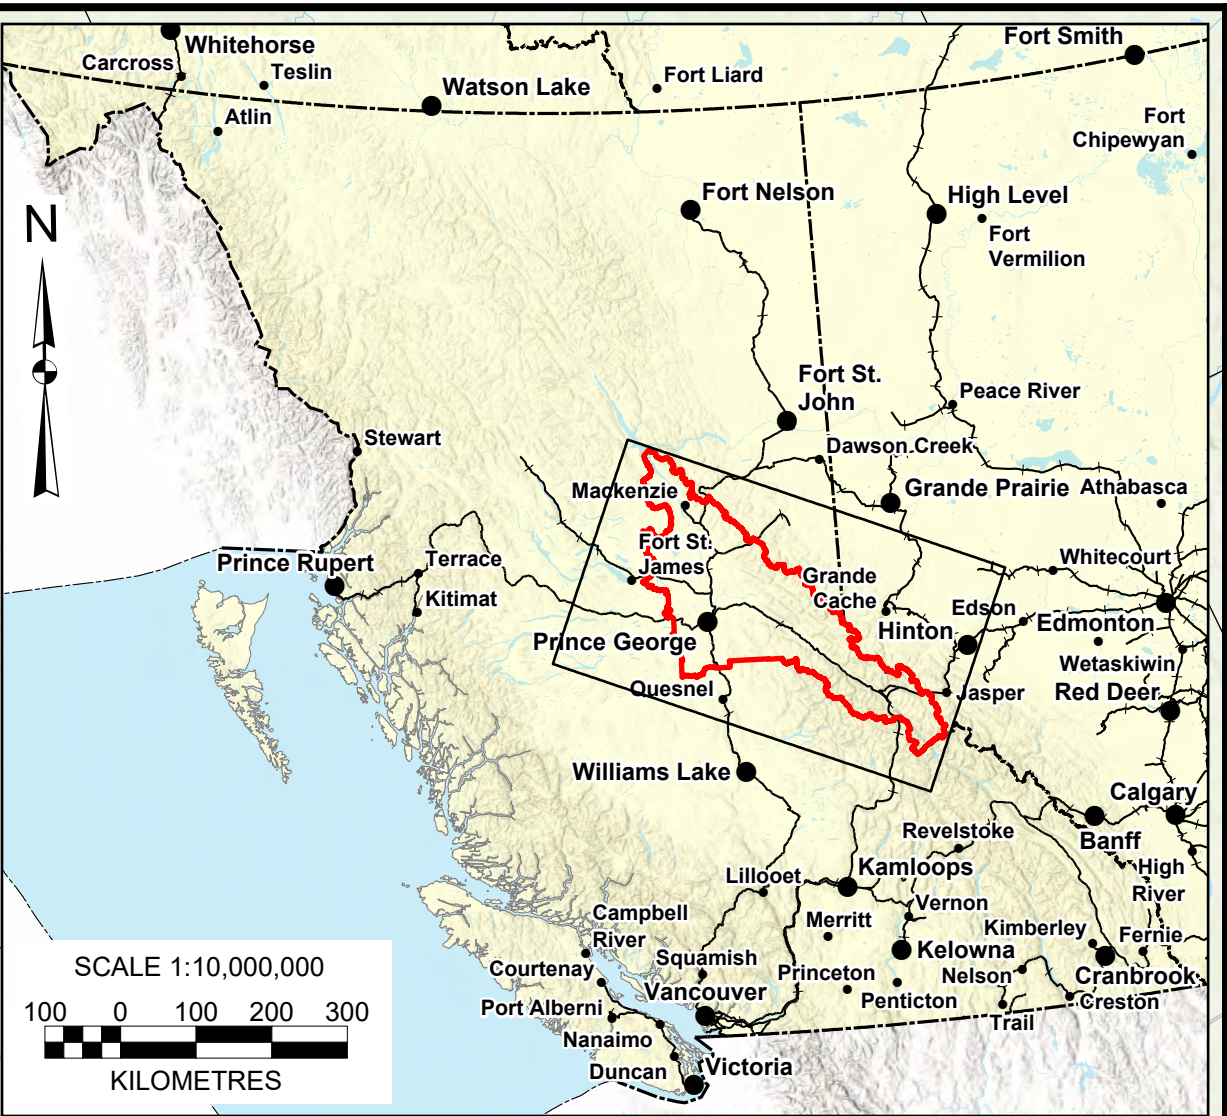 Whitehorse
Fort Smith
Carcross
Teslin
Watson Lake
Fort Liard
Atlin
Fort
Chipewyan
Fort Nelson
High Level
N
Fort
Vermilion
Fort St.
John
Peace River
Stewart
Dawson Creek
Mackenzie
Grande Prairie
Athabasca
Fort St.
James
Prince Rupert
Terrace
Whitecourt
Grande
Cache
Kitimat
Edson
Hinton
Edmonton
Prince George
Wetaskiwin
Quesnel
Jasper
Red Deer
Williams Lake
Calgary
Revelstoke
Banff
High
River
Lillooet
Kamloops
Vernon
Merritt
Campbell
River
Kimberley
Fernie
Kelowna
Squamish
SCALE 1:10,000,000
Courtenay
Princeton
Nelson
Cranbrook
Vancouver
Penticton
Creston
Port Alberni
100 0 100 200 300
Trail
Nanaimo
Duncan
Victoria
KILOMETRES